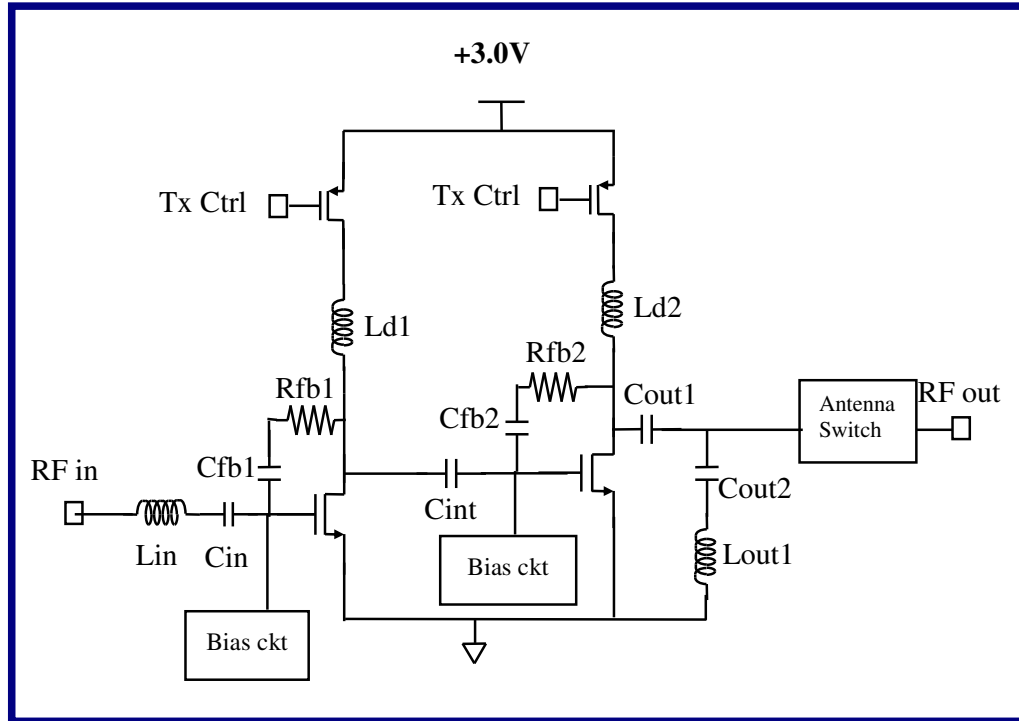 +3.0V
Tx Ctrl
Tx Ctrl
Ld1
Ld2
Rfb1
Rfb2
Cout1
Antenna
Switch
RF out
Cfb1
Cfb2
RF in
Cint
Cout2
Lin
Cin
Bias ckt
Lout1
Bias ckt